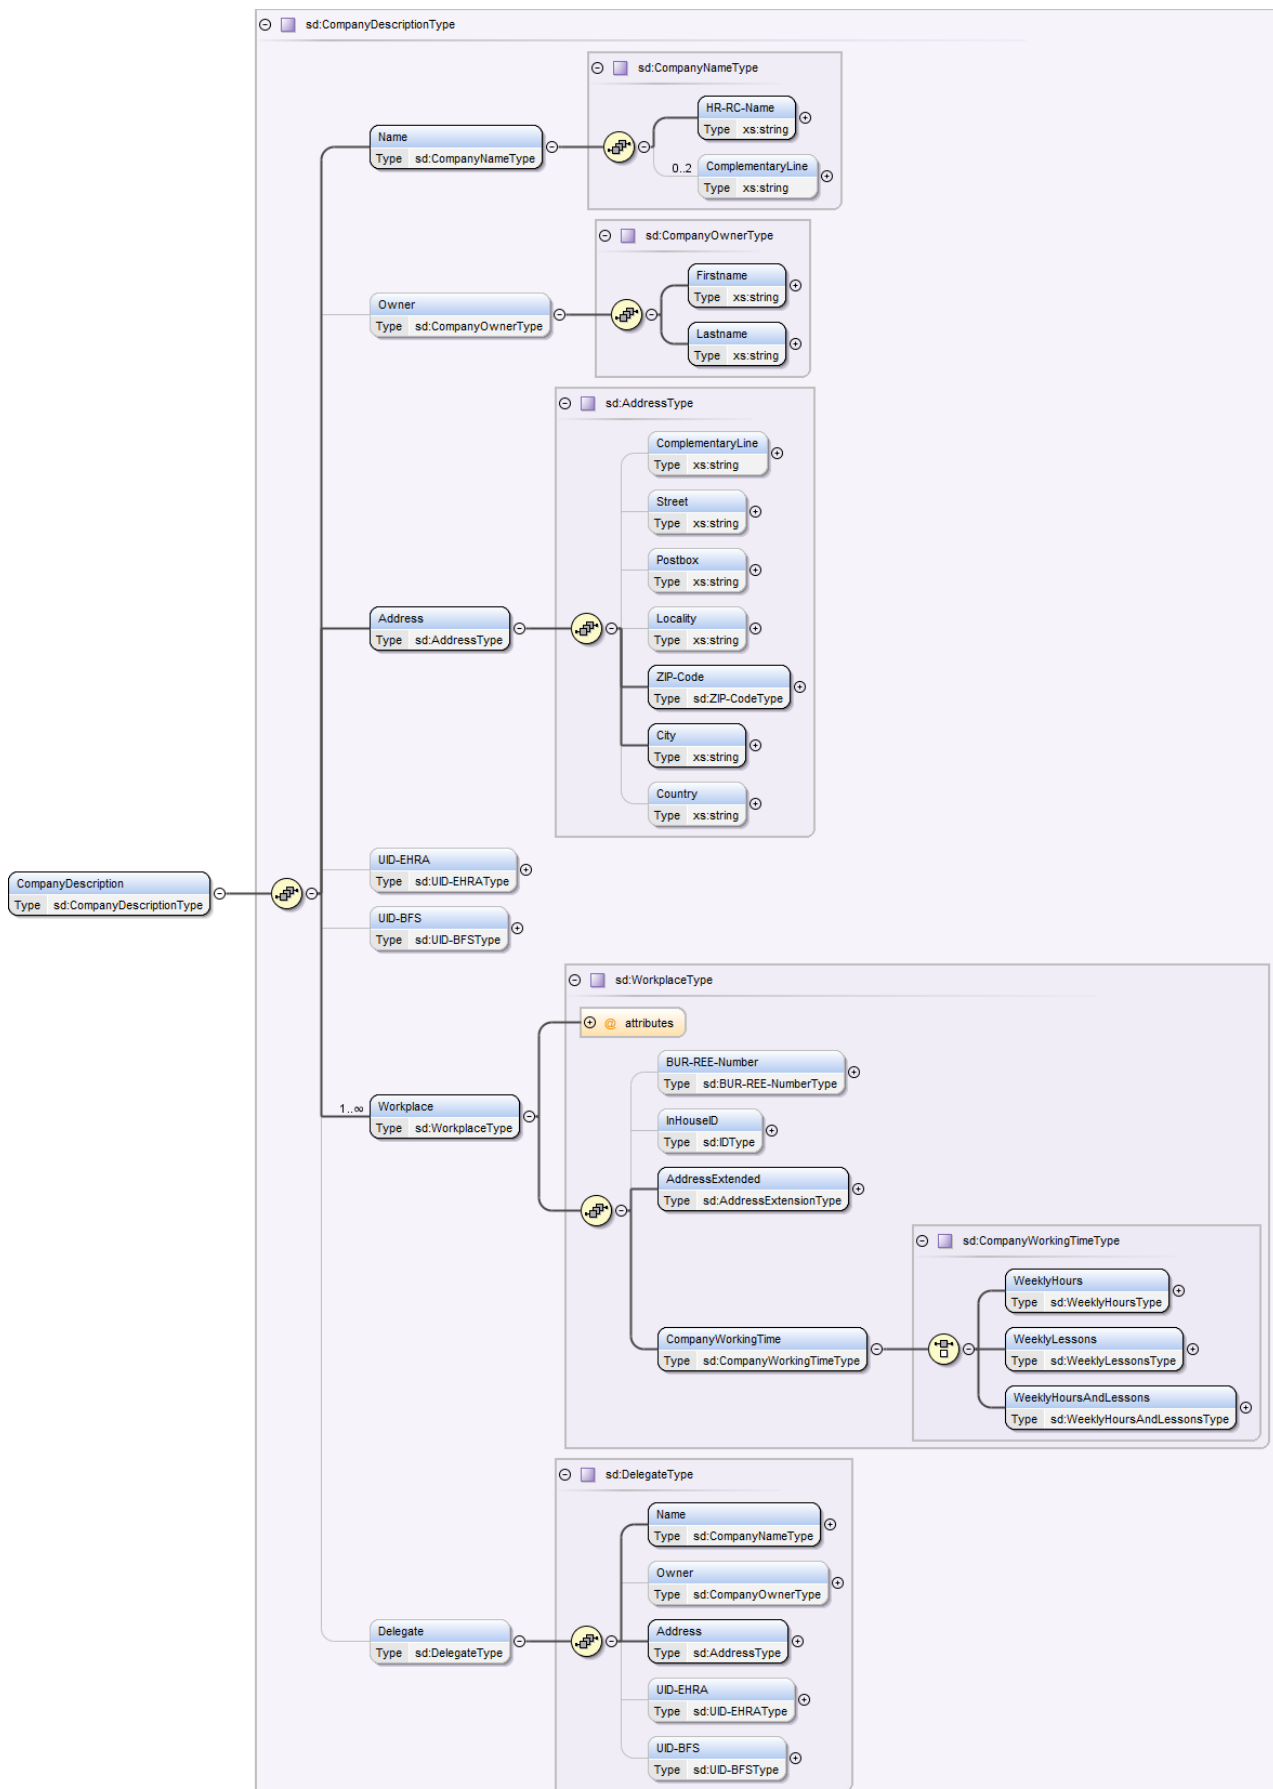 sd:CompanyDescriptionType
sd:CompanyNameType
HR-RC-Name
Type xs:string
Name
Type sd:CompanyNameType
0..2
ComplementaryLine
Type xs:string
sd:CompanyOwnerType
Firstname
Type xs:string
Owner
Type sd:CompanyOwnerType
Lastname
Type xs:string
sd:AddressType
ComplementaryLine
Type xs:string
Street
Type xs:string
Postbox
Type xs:string
Address
Type sd:AddressType
Locality
Type xs:string
ZIP-Code
Type sd:ZIP-CodeType
City
Type xs:string
Country
Type xs:string
UID-EHRA
Type sd:UID-EHRAType
CompanyDescription
Type sd:CompanyDescriptionType
UID-BFS
Type sd:UID-BFSType
sd:WorkplaceType
@ attributes
BUR-REE-Number
Type sd:BUR-REE-NumberType
1..∞
Workplace
Type sd:WorkplaceType
InHouseID
Type sd:IDType
AddressExtended
Type sd:AddressExtensionType
sd:CompanyWorkingTimeType
WeeklyHours
Type sd:WeeklyHoursType
CompanyWorkingTime
Type sd:CompanyWorkingTimeType
WeeklyLessons
Type sd:WeeklyLessonsType
WeeklyHoursAndLessons
Type sd:WeeklyHoursAndLessonsType
sd:DelegateType
Name
Type sd:CompanyNameType
Owner
Type sd:CompanyOwnerType
Delegate
Type sd:DelegateType
Address
Type sd:AddressType
UID-EHRA
Type sd:UID-EHRAType
UID-BFS
Type sd:UID-BFSType